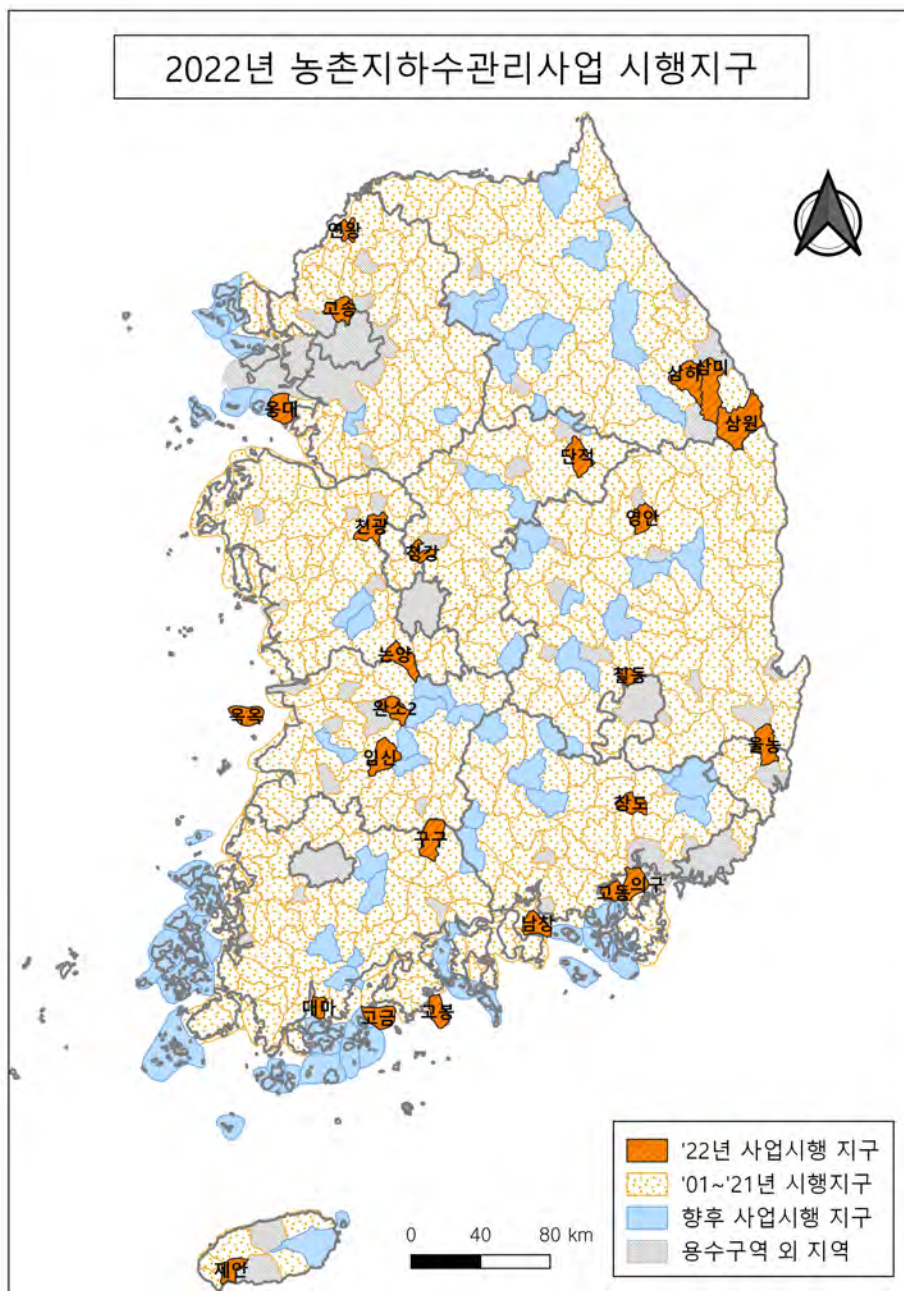 2022년 농촌지하수관리사업 시행지구
연왕
고송
삼하
삼미
옹대
삼원
단적
영안
천광
청강
논양
칠동
옥옥
완소2
울농
임신
창도
구구
고동
의구
남창
대마
고금
고봉
제안
'22년 사업시행 지구
'01~'21년 시행지구
향후 사업시행 지구
용수구역 외 지역
0 40 80 km